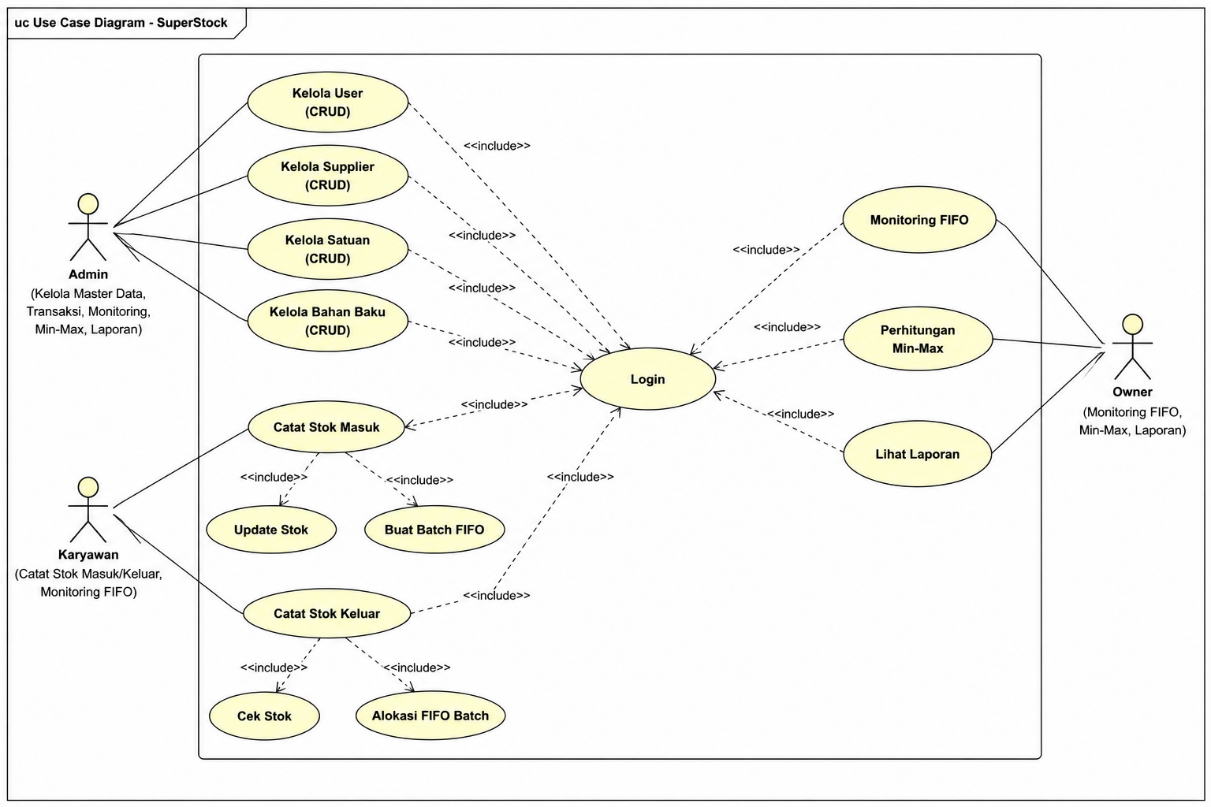 uc Use Case Diagram - SuperStock
Kelola User
(CRUD)
<<include>>
Kelola Supplier
(CRUD)
<<include>>
Kelola Satuan
(CRUD)
<<include>>
Kelola Bahan Baku
(CRUD)
<<include>>
Admin
(Kelola Master Data,
Transaksi, Monitoring,
Min-Max, Laporan)
Login
Monitoring FIFO
<<include>>
Perhitungan
Min-Max
<<include>>
Lihat Laporan
<<include>>
Owner
(Monitoring FIFO,
Min-Max, Laporan)
Catat Stok Masuk
<<include>>
<<include>>
<<include>>
Update Stok
Buat Batch FIFO
<<include>>
Karyawan
(Catat Stok Masuk/Keluar,
Monitoring FIFO)
Catat Stok Keluar
<<include>>
<<include>>
<<include>>
Cek Stok
Alokasi FIFO Batch